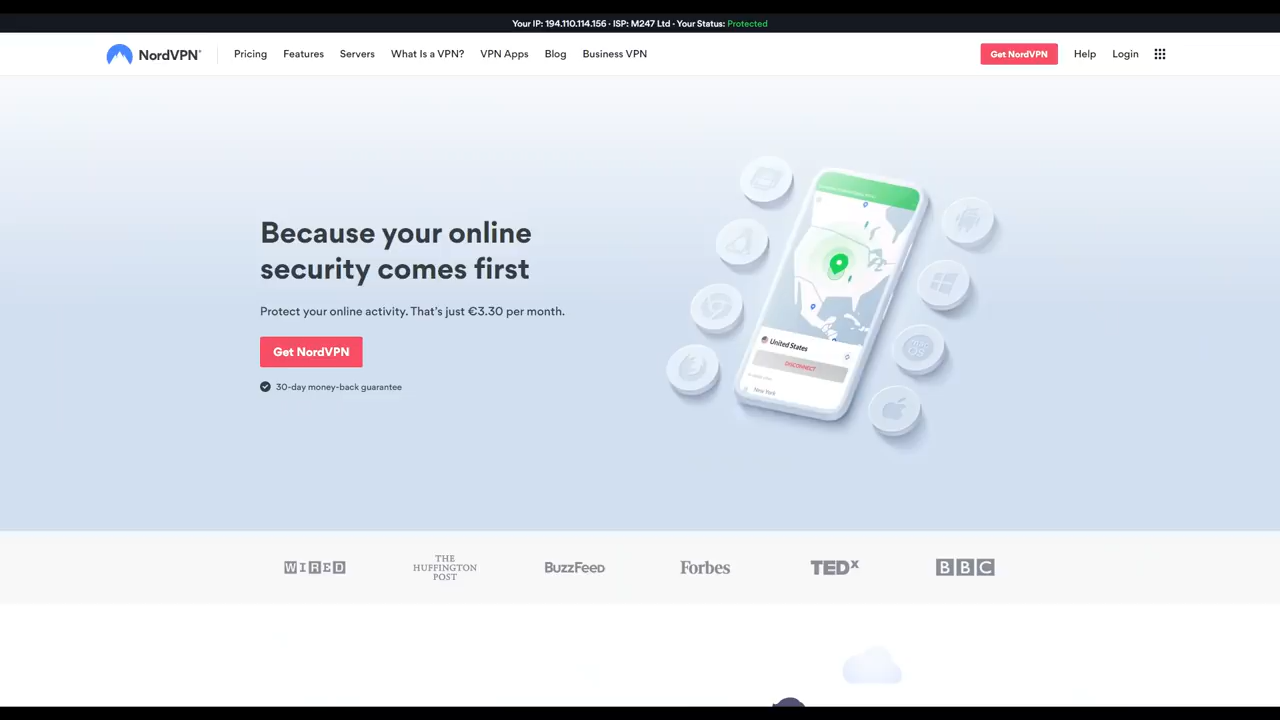 Your IP: 194.110.114.156 · ISP: M247 Ltd · Your Status: Protected
NordVPN®
Pricing
Features
Servers
What Is a VPN?
VPN Apps
Blog
Business VPN
Get NordVPN
Help
Login
Because your online
security comes first
Protect your online activity. That's just €3.30 per month.
Get NordVPN
30-day money-back guarantee
United States
DISCONNECT
New York
WIRED
THE
HUFFINGTON
POST
BuzzFeed
Forbes
TEDx
BBC